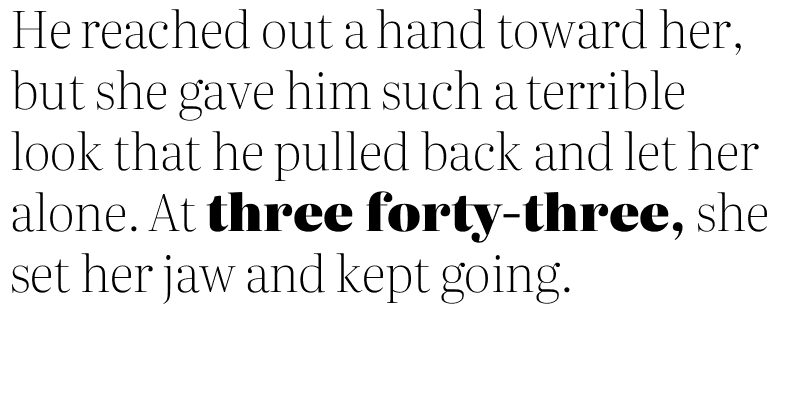 He reached out a hand toward her,
but she gave him such a terrible
look that he pulled back and let her
alone. At three forty-three, she
set her jaw and kept going.